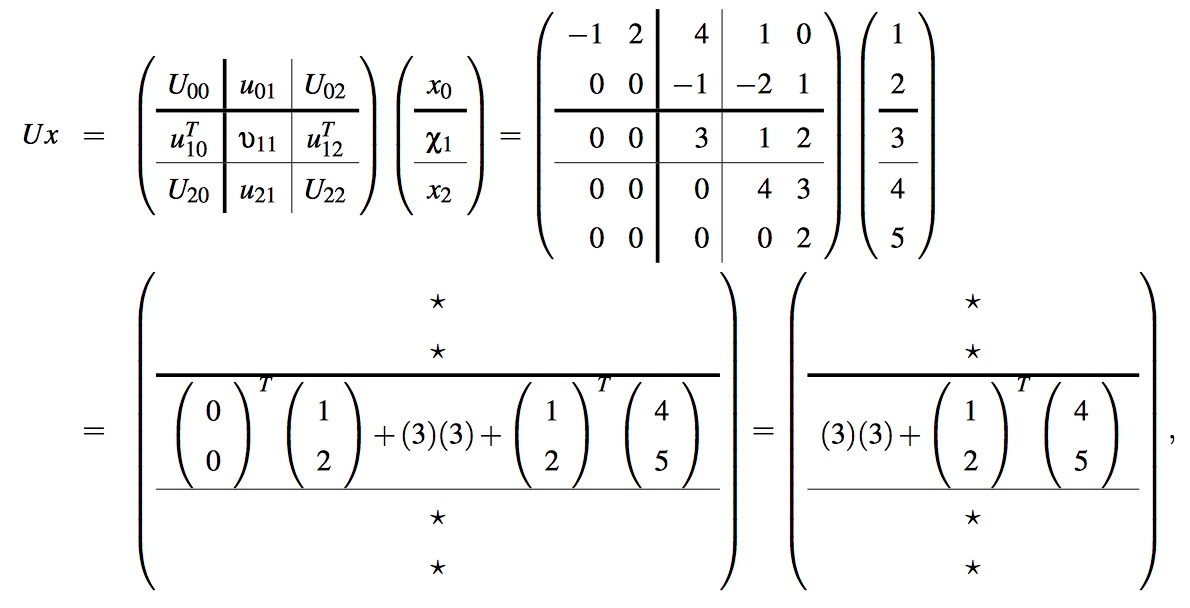 $Ux = \left( \begin{array}{c|c|c} U_{00} & u_{01} & U_{02} \\ \hline u_{10}^T & \upsilon_{11} & u_{12}^T \\ \hline U_{20} & u_{21} & U_{22} \end{array} \right) \left( \begin{array}{c} x_0 \\ \hline \chi_1 \\ \hline x_2 \end{array} \right) = \left( \begin{array}{cc|c|cc} -1 & 2 & 4 & 1 & 0 \\ 0 & 0 & -1 & -2 & 1 \\ \hline 0 & 0 & 3 & 1 & 2 \\ \hline 0 & 0 & 0 & 4 & 3 \\ 0 & 0 & 0 & 0 & 2 \end{array} \right) \left( \begin{array}{c} 1 \\ 2 \\ \hline 3 \\ \hline 4 \\ 5 \end{array} \right)$
$= \left( \begin{array}{c} \star \\ \star \\ \hline \begin{pmatrix} 0 \\ 0 \end{pmatrix}^T \begin{pmatrix} 1 \\ 2 \end{pmatrix} + (3)(3) + \begin{pmatrix} 1 \\ 2 \end{pmatrix}^T \begin{pmatrix} 4 \\ 5 \end{pmatrix} \\ \hline \star \\ \star \end{array} \right) = \left( \begin{array}{c} \star \\ \star \\ \hline (3)(3) + \begin{pmatrix} 1 \\ 2 \end{pmatrix}^T \begin{pmatrix} 4 \\ 5 \end{pmatrix} \\ \hline \star \\ \star \end{array} \right),$